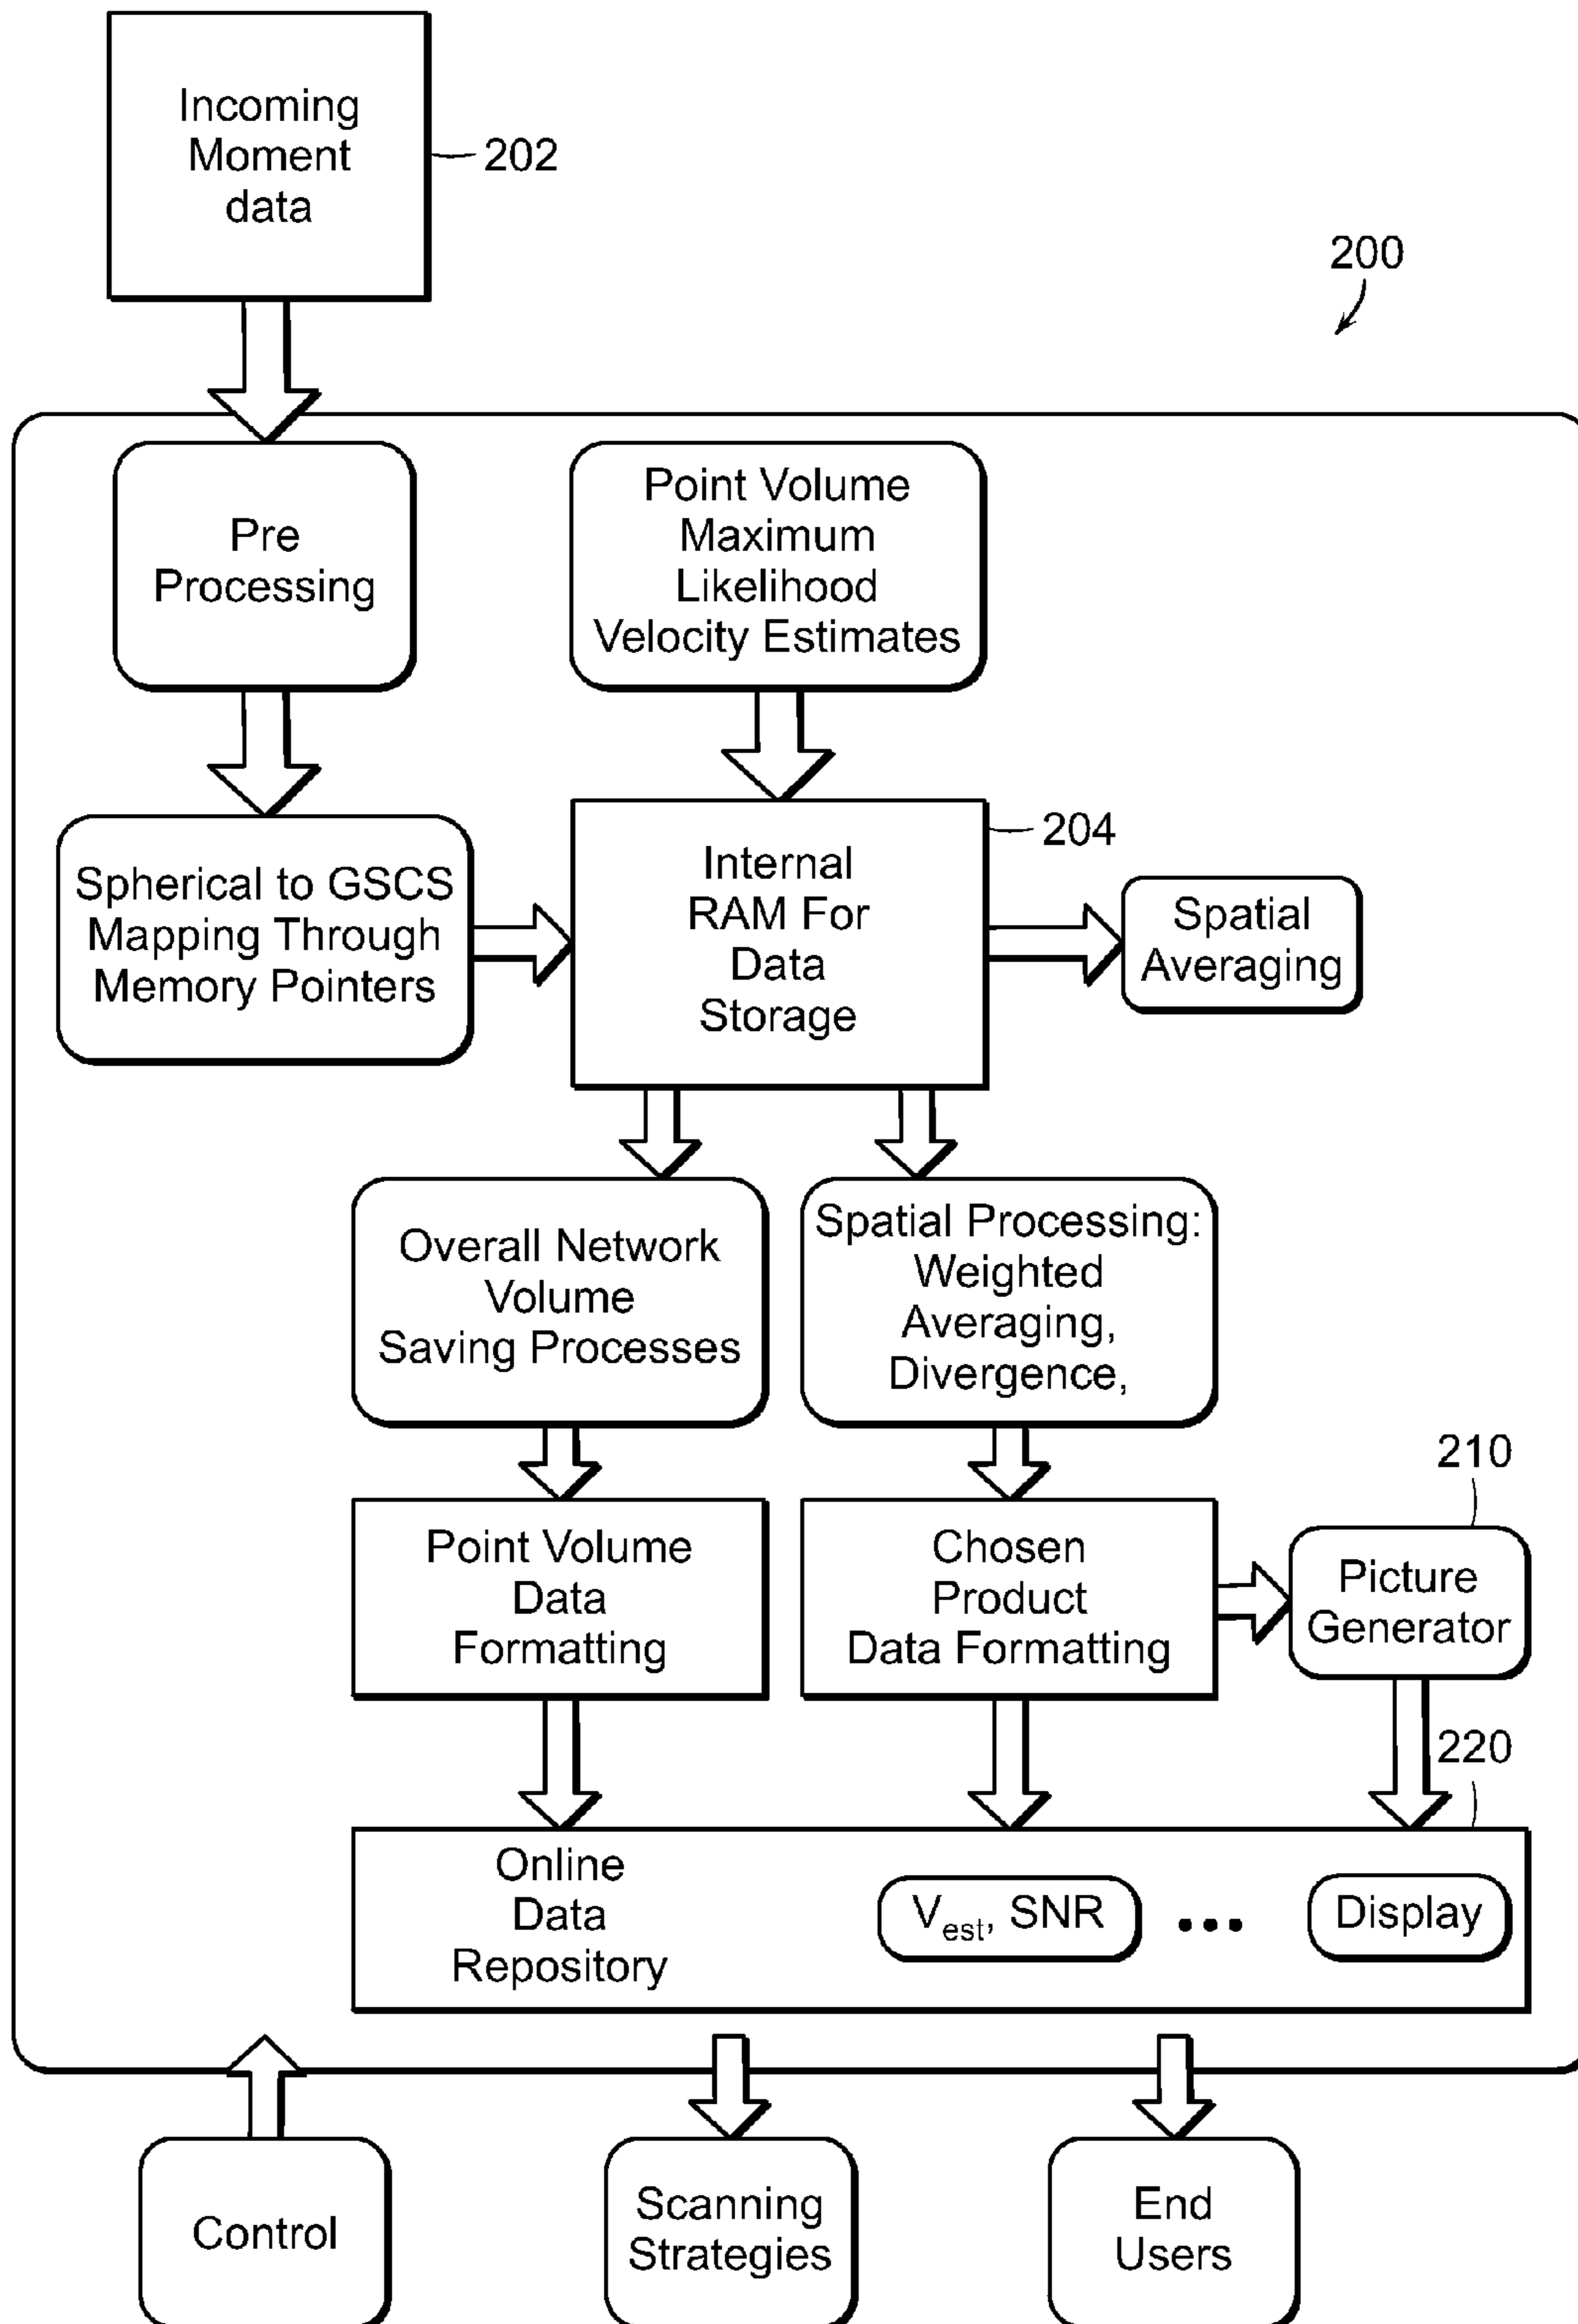 Incoming
Moment
data
202
200
Pre
Processing
Point Volume
Maximum
Likelihood
Velocity Estimates
Spherical to GSCS
Mapping Through
Memory Pointers
Internal
RAM For
Data
Storage
204
Spatial
Averaging
Overall Network
Volume
Saving Processes
Spatial Processing:
Weighted
Averaging,
Divergence,
Point Volume
Data
Formatting
Chosen
Product
Data Formatting
210
Picture
Generator
220
Online
Data
Repository
Vest, SNR
•••
Display
Control
Scanning
Strategies
End
Users